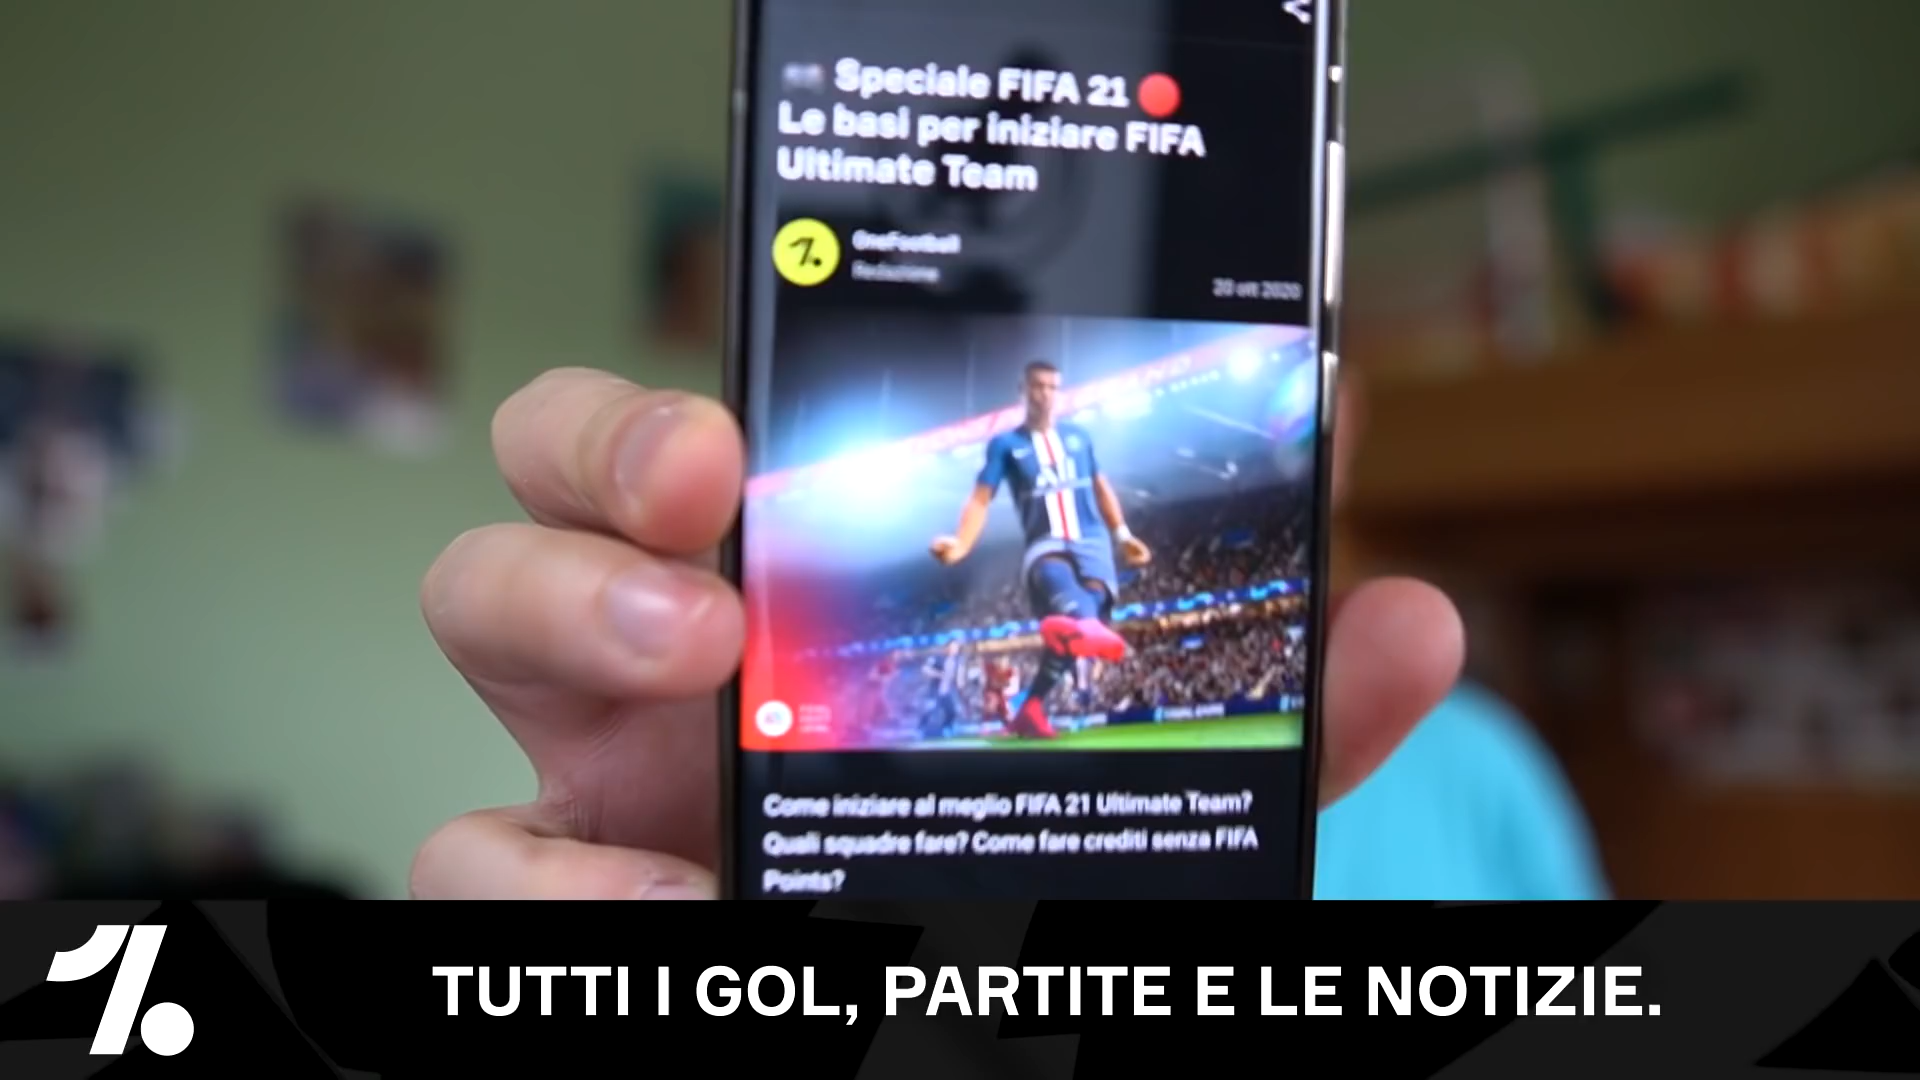 Speciale FIFA 21
Le basi per iniziare FIFA
Ultimate Team
OneFootball
Redazione
20 ott 2020
Come iniziare al meglio FIFA 21 Ultimate Team?
Quali squadre fare? Come fare crediti senza FIFA
Points?
TUTTI I GOL, PARTITE E LE NOTIZIE.